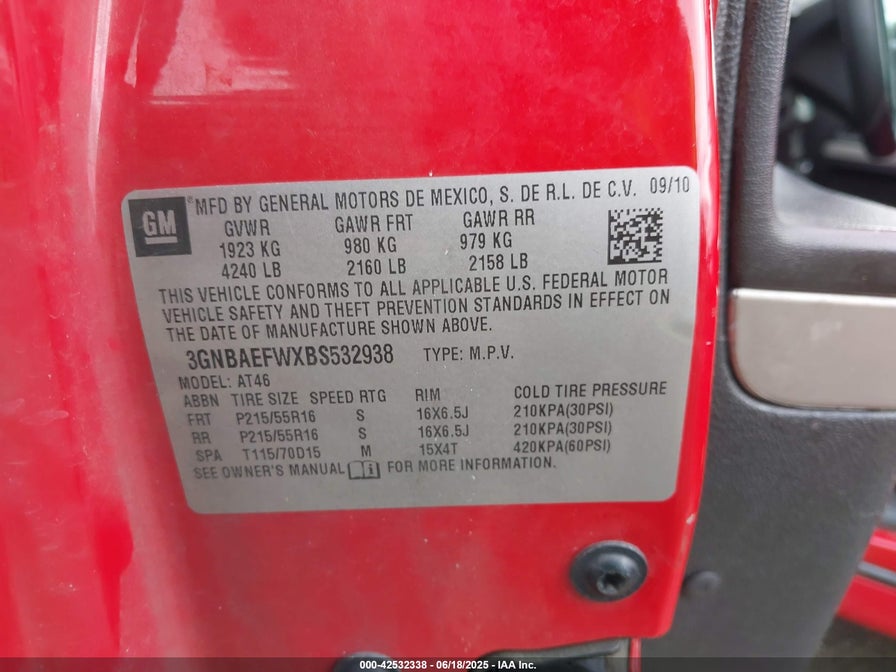 GM ® MFD BY GENERAL MOTORS DE MEXICO, S. DE R.L. DE C.V. 09/10
GVWR GAWR FRT GAWR RR
1923 KG 980 KG 979 KG
4240 LB 2160 LB 2158 LB
THIS VEHICLE CONFORMS TO ALL APPLICABLE U.S. FEDERAL MOTOR
VEHICLE SAFETY AND THEFT PREVENTION STANDARDS IN EFFECT ON
THE DATE OF MANUFACTURE SHOWN ABOVE.
3GNBAEFWXBS532938 TYPE: M.P.V.
MODEL: AT46
ABBN TIRE SIZE SPEED RTG RIM COLD TIRE PRESSURE
FRT P215/55R16 S 16X6.5J 210KPA(30PSI)
RR P215/55R16 S 16X6.5J 210KPA(30PSI)
SPA T115/70D15 M 15X4T 420KPA(60PSI)
SEE OWNER'S MANUAL i FOR MORE INFORMATION.
000-42532338 - 06/18/2025 - IAA Inc.